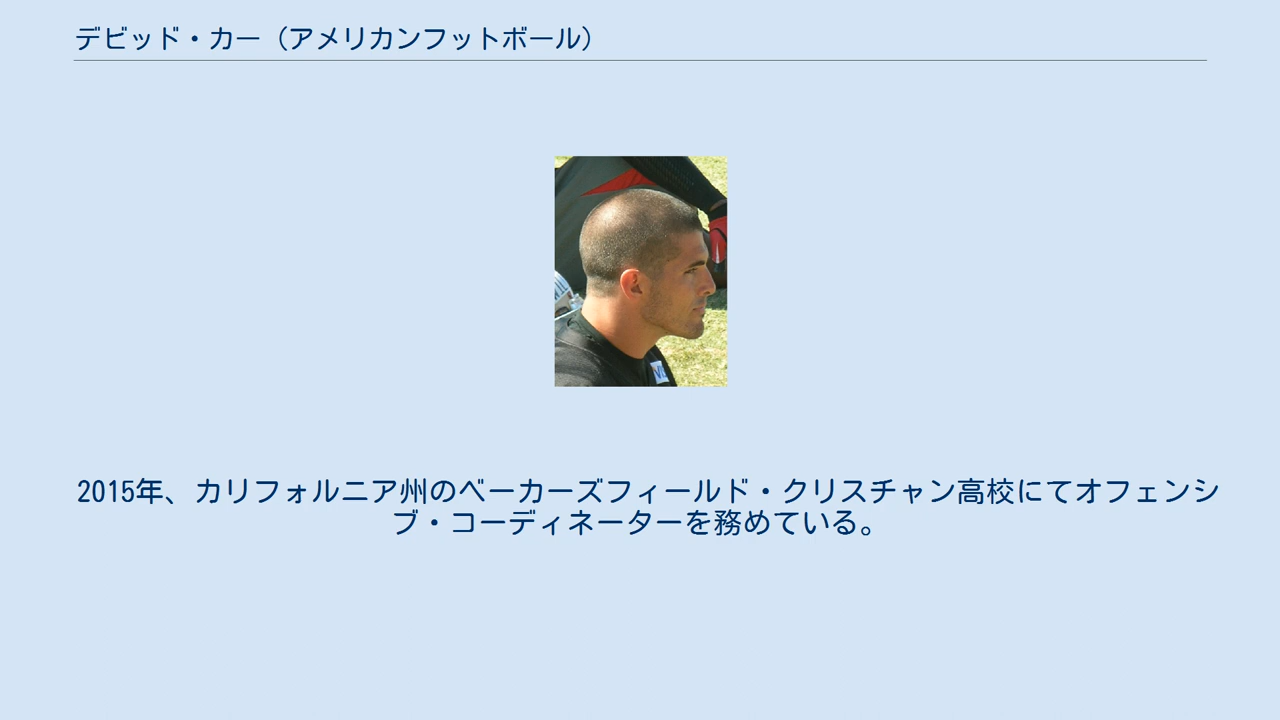 デビッド・カー（アメリカンフットボール）
2015年、カリフォルニア州のベーカーズフィールド・クリスチャン高校にてオフェンシ
ブ・コーディネーターを務めている。